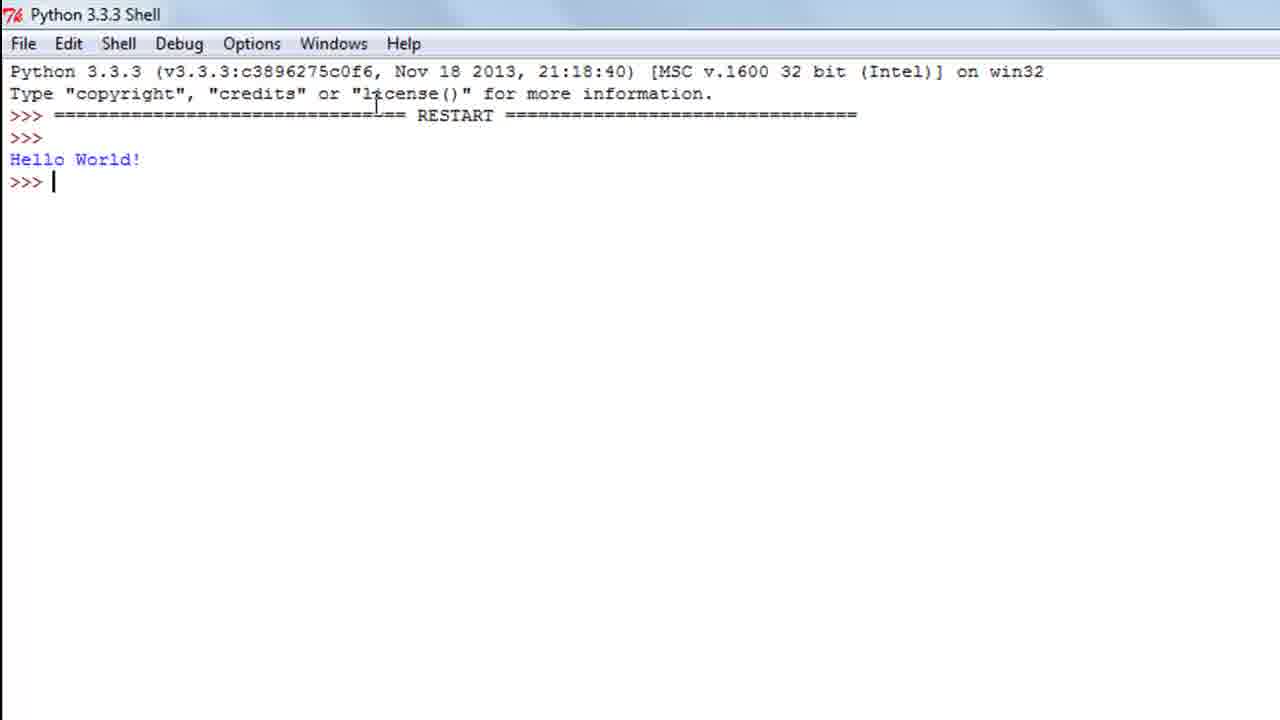 Python 3.3.3 Shell
File Edit Shell Debug Options Windows Help
Python 3.3.3 (v3.3.3:c3896275c0f6, Nov 18 2013, 21:18:40) [MSC v.1600 32 bit (Intel)] on win32
Type "copyright", "credits" or "license()" for more information.
>>> ================================ RESTART ================================
>>>
Hello World!
>>>